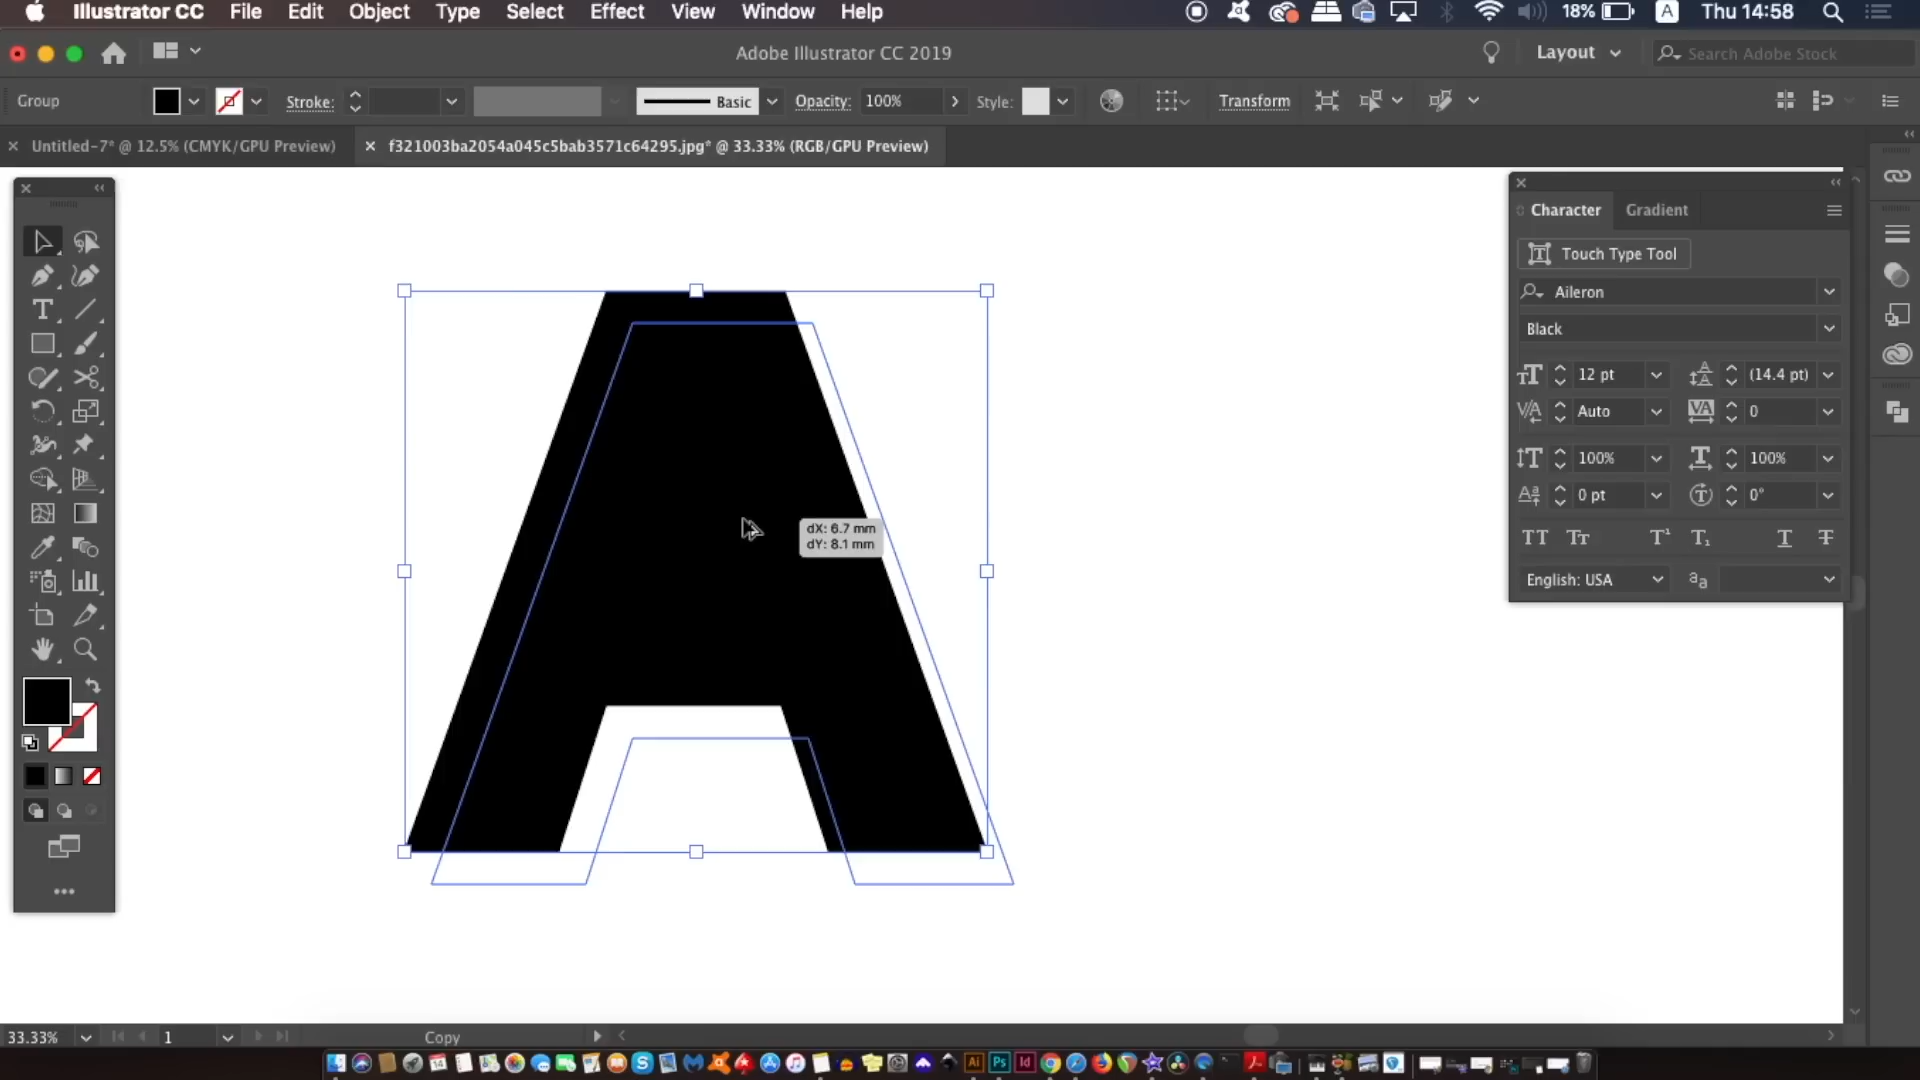 Illustrator CC File Edit Object Type Select Effect View Window Help 18% A Thu 14:58
Adobe Illustrator CC 2019 Layout Search Adobe Stock
Group Stroke: Basic Opacity: 100% Style: Transform
Untitled-7* @ 12.5% (CMYK/GPU Preview) f321003ba2054a045c5bab3571c64295.jpg* @ 33.33% (RGB/GPU Preview)
Character Gradient
Touch Type Tool
Aileron
Black
12 pt (14.4 pt)
Auto 0
100% 100%
0 pt 0°
English: USA
A
dX: 6.7 mm
dY: 8.1 mm
33.33% 1 Copy
Ai Ps Id